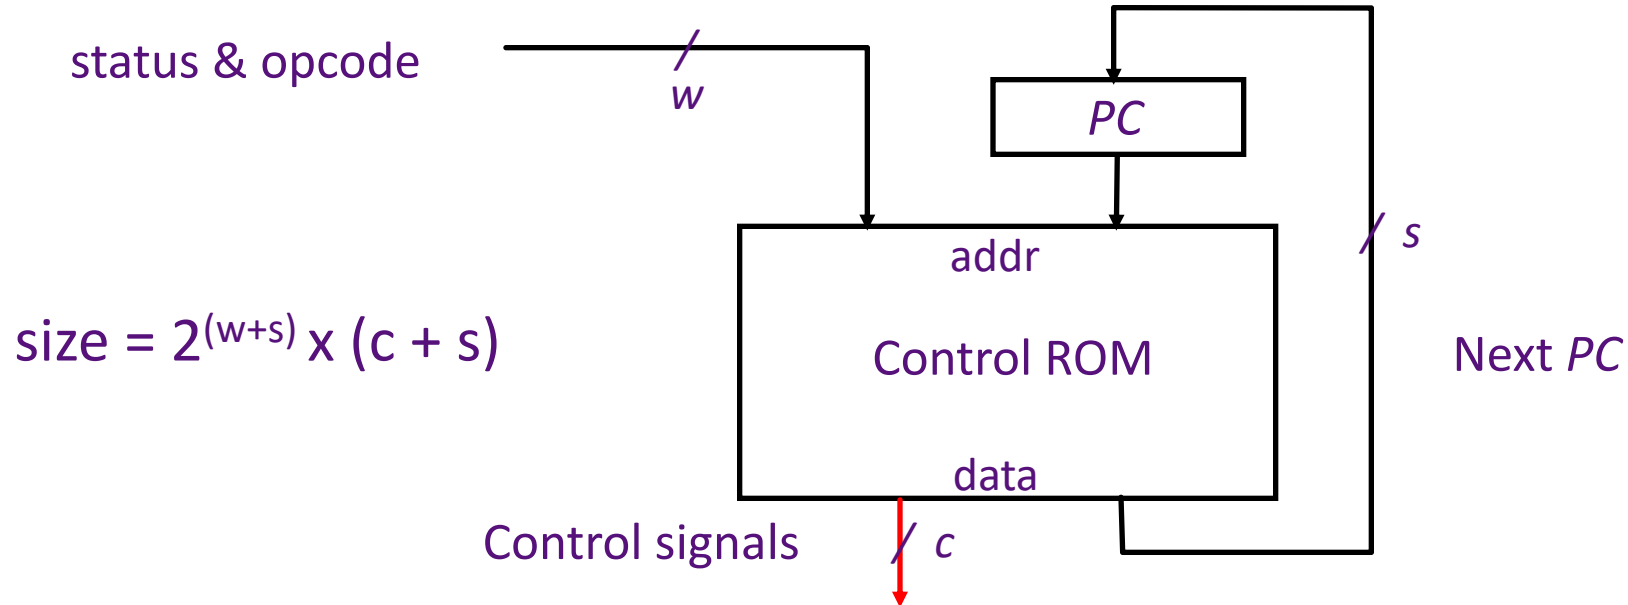 status & opcode
w
PC
addr
s
size = 2^(w+s) x (c + s)
Control ROM
Next PC
data
Control signals
c